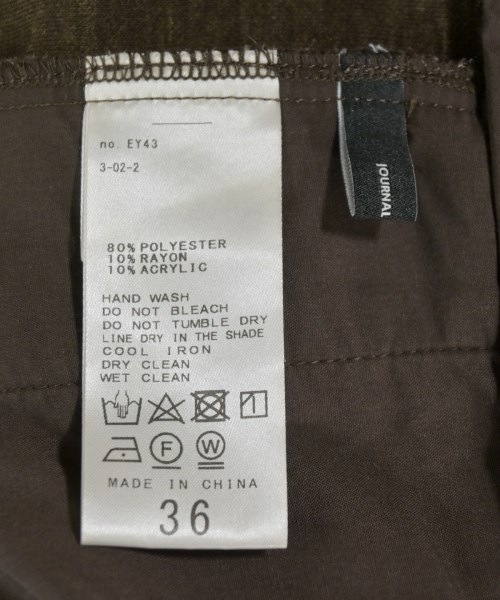 no. EY43
3-02-2
80% POLYESTER
10% RAYON
10% ACRYLIC
HAND WASH
DO NOT BLEACH
DO NOT TUMBLE DRY
LINE DRY IN THE SHADE
COOL IRON
DRY CLEAN
WET CLEAN
F W
MADE IN CHINA
36
JOURNAL